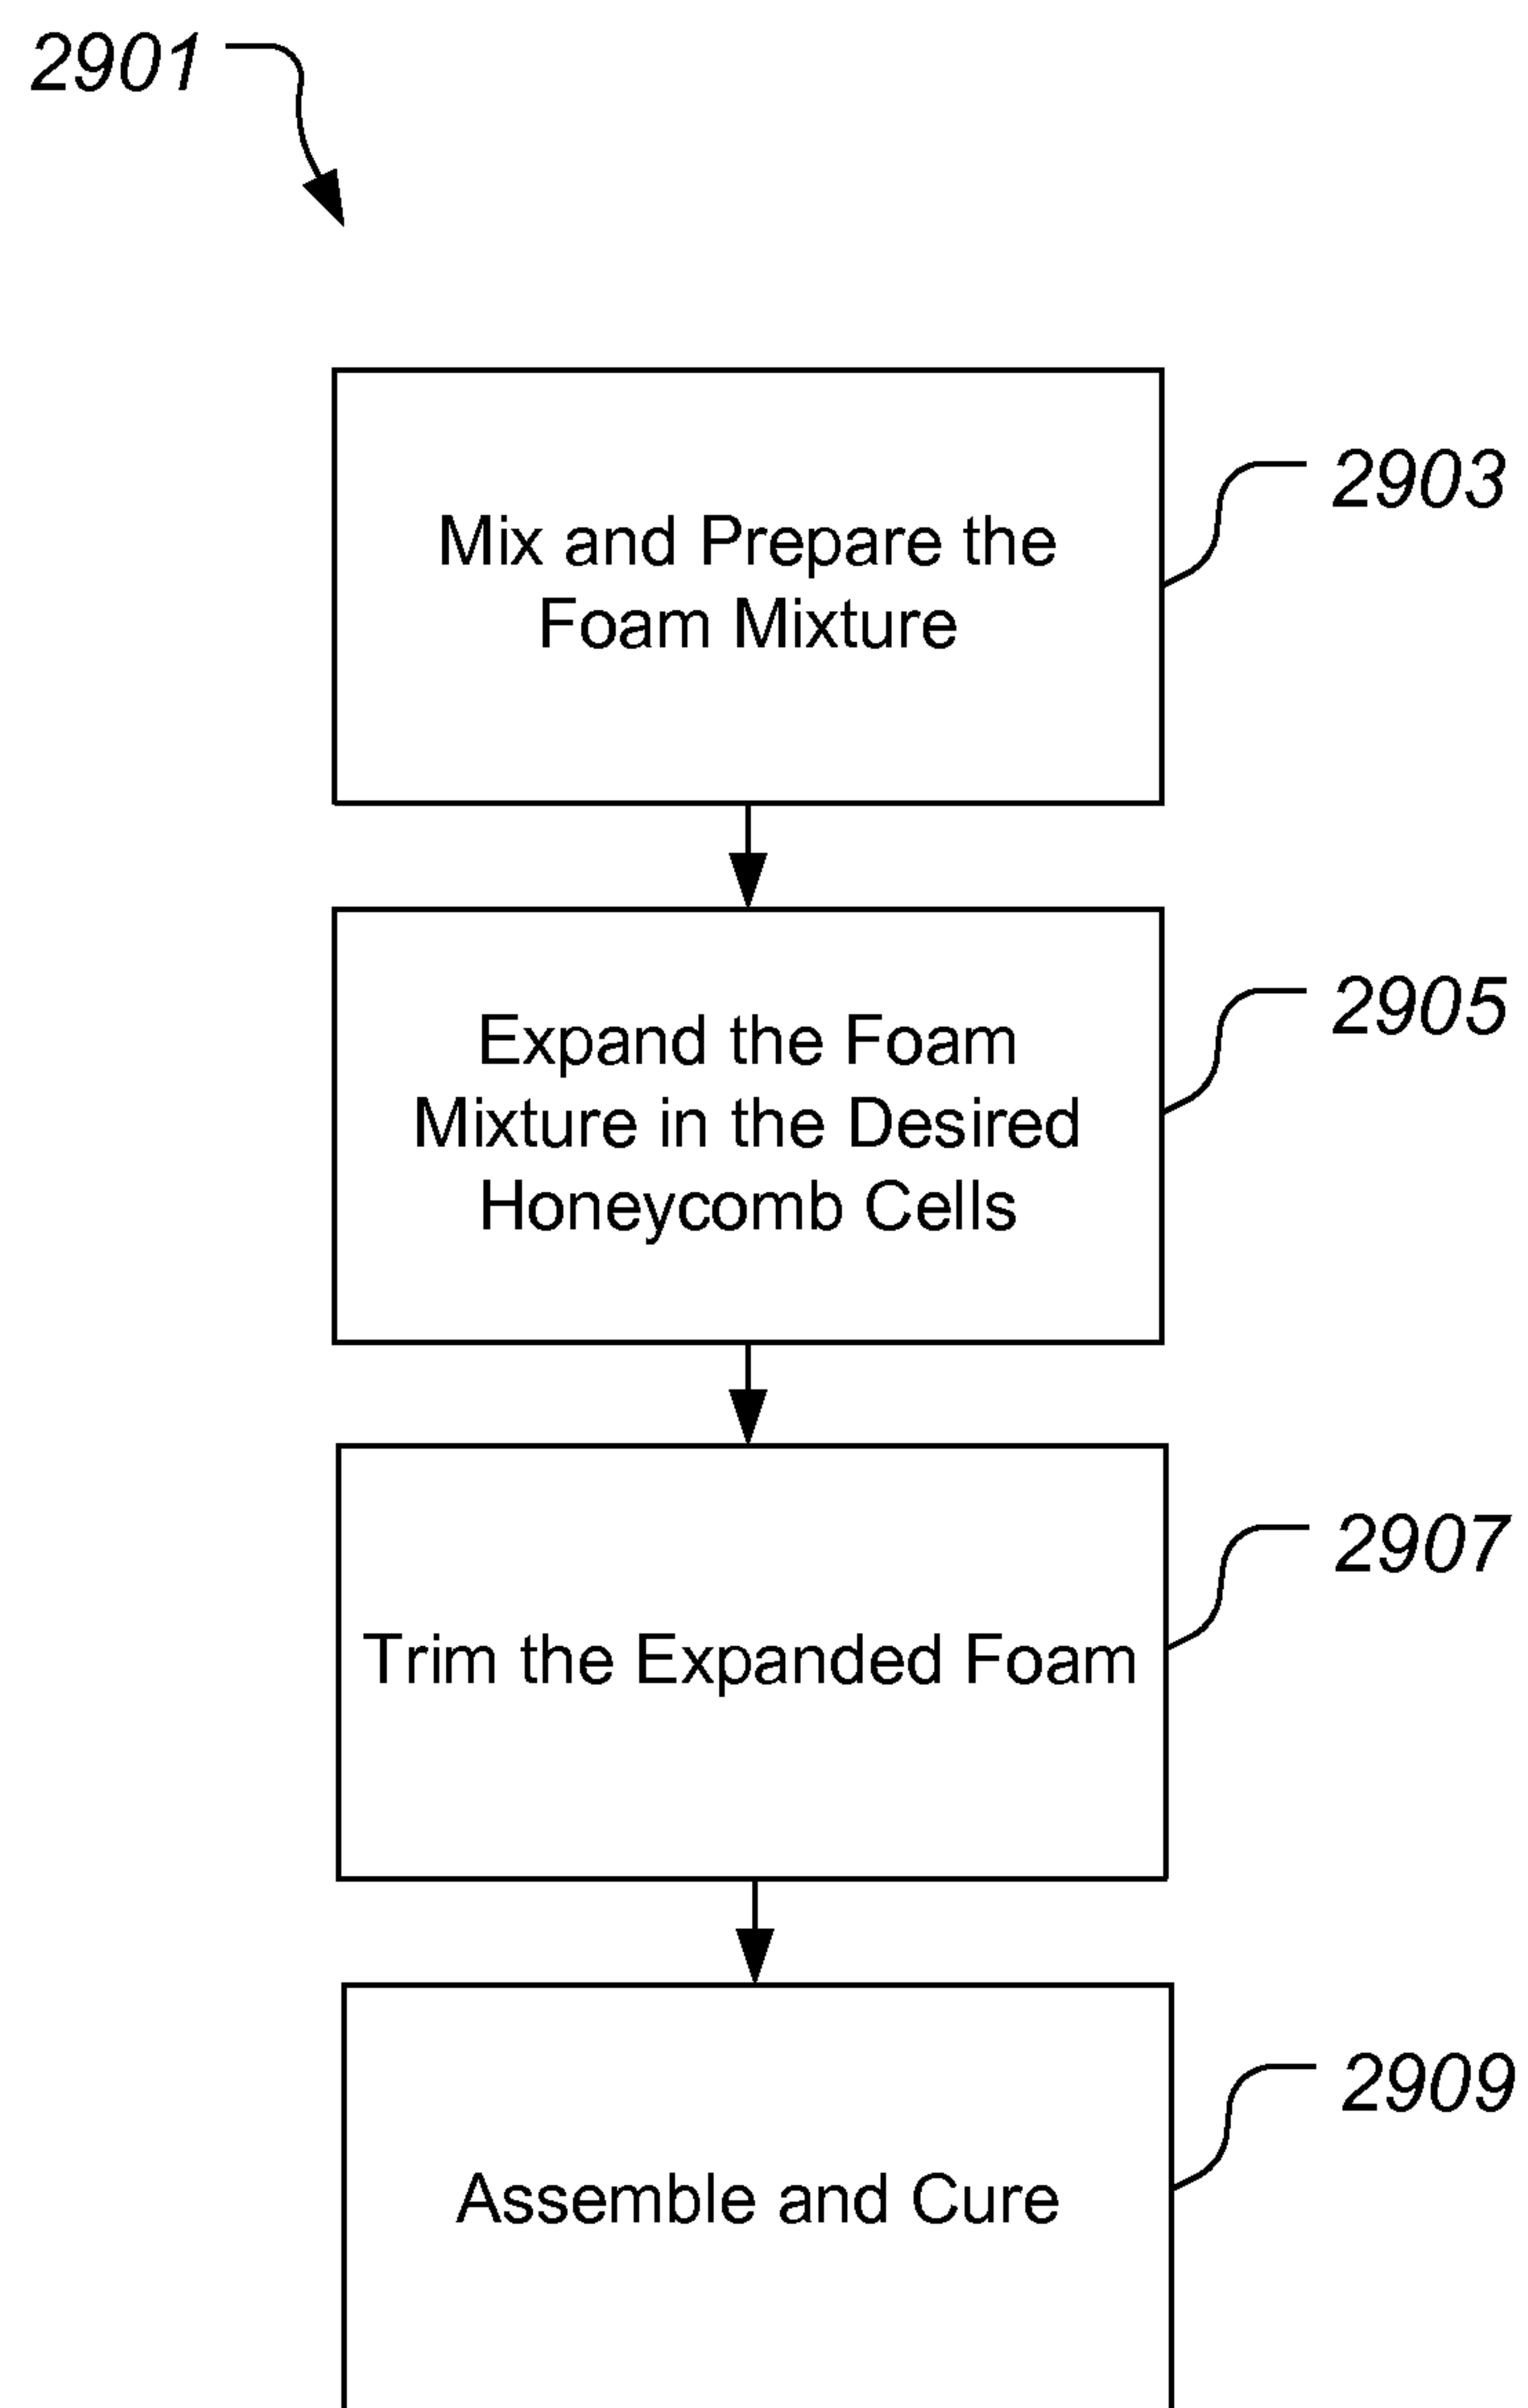 2901
Mix and Prepare the
Foam Mixture
2903
Expand the Foam
Mixture in the Desired
Honeycomb Cells
2905
Trim the Expanded Foam
2907
Assemble and Cure
2909